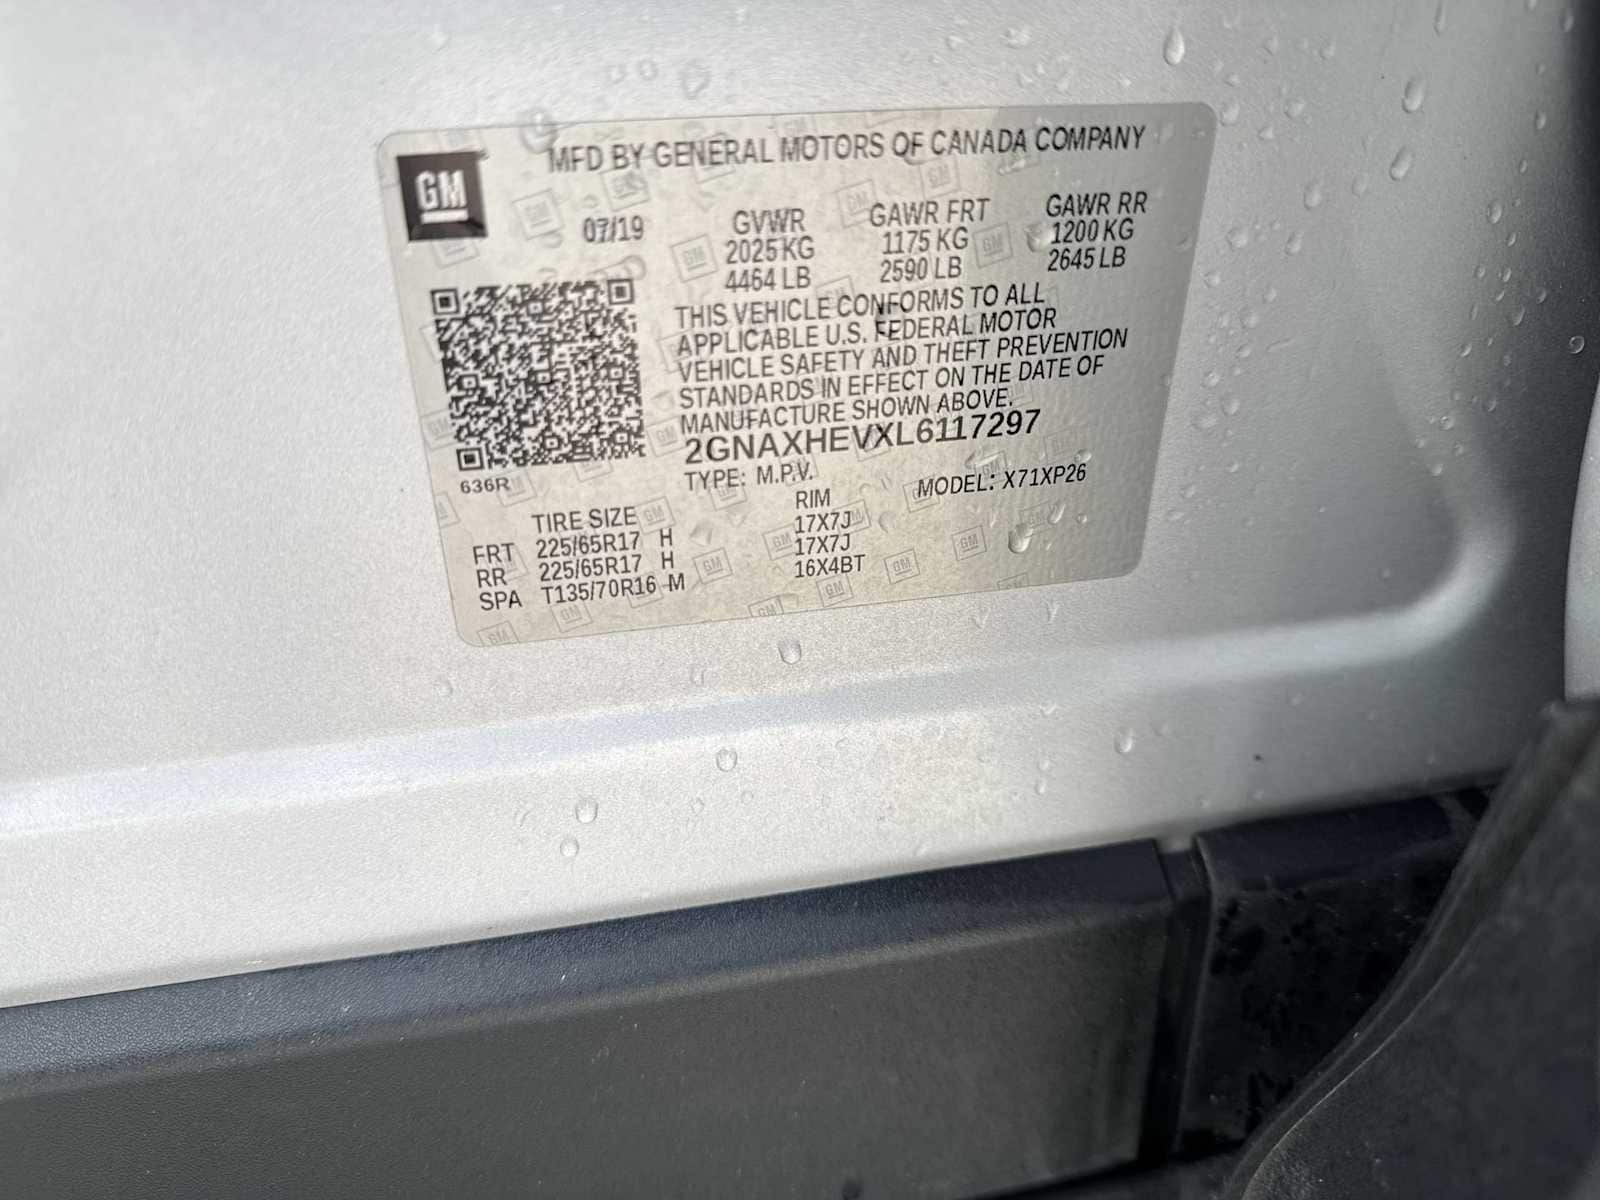 MFD BY GENERAL MOTORS OF CANADA COMPANY
GM
07/19
GVWR GAWR FRT GAWR RR
2025 KG 1175 KG 1200 KG
4464 LB 2590 LB 2645 LB
THIS VEHICLE CONFORMS TO ALL
APPLICABLE U.S. FEDERAL MOTOR
VEHICLE SAFETY AND THEFT PREVENTION
STANDARDS IN EFFECT ON THE DATE OF
MANUFACTURE SHOWN ABOVE.
2GNAXHEVXL6117297
TYPE: M.P.V. MODEL: X71XP26
636R
TIRE SIZE RIM
FRT 225/65R17 H 17X7J
RR 225/65R17 H 17X7J
SPA T135/70R16 M 16X4BT